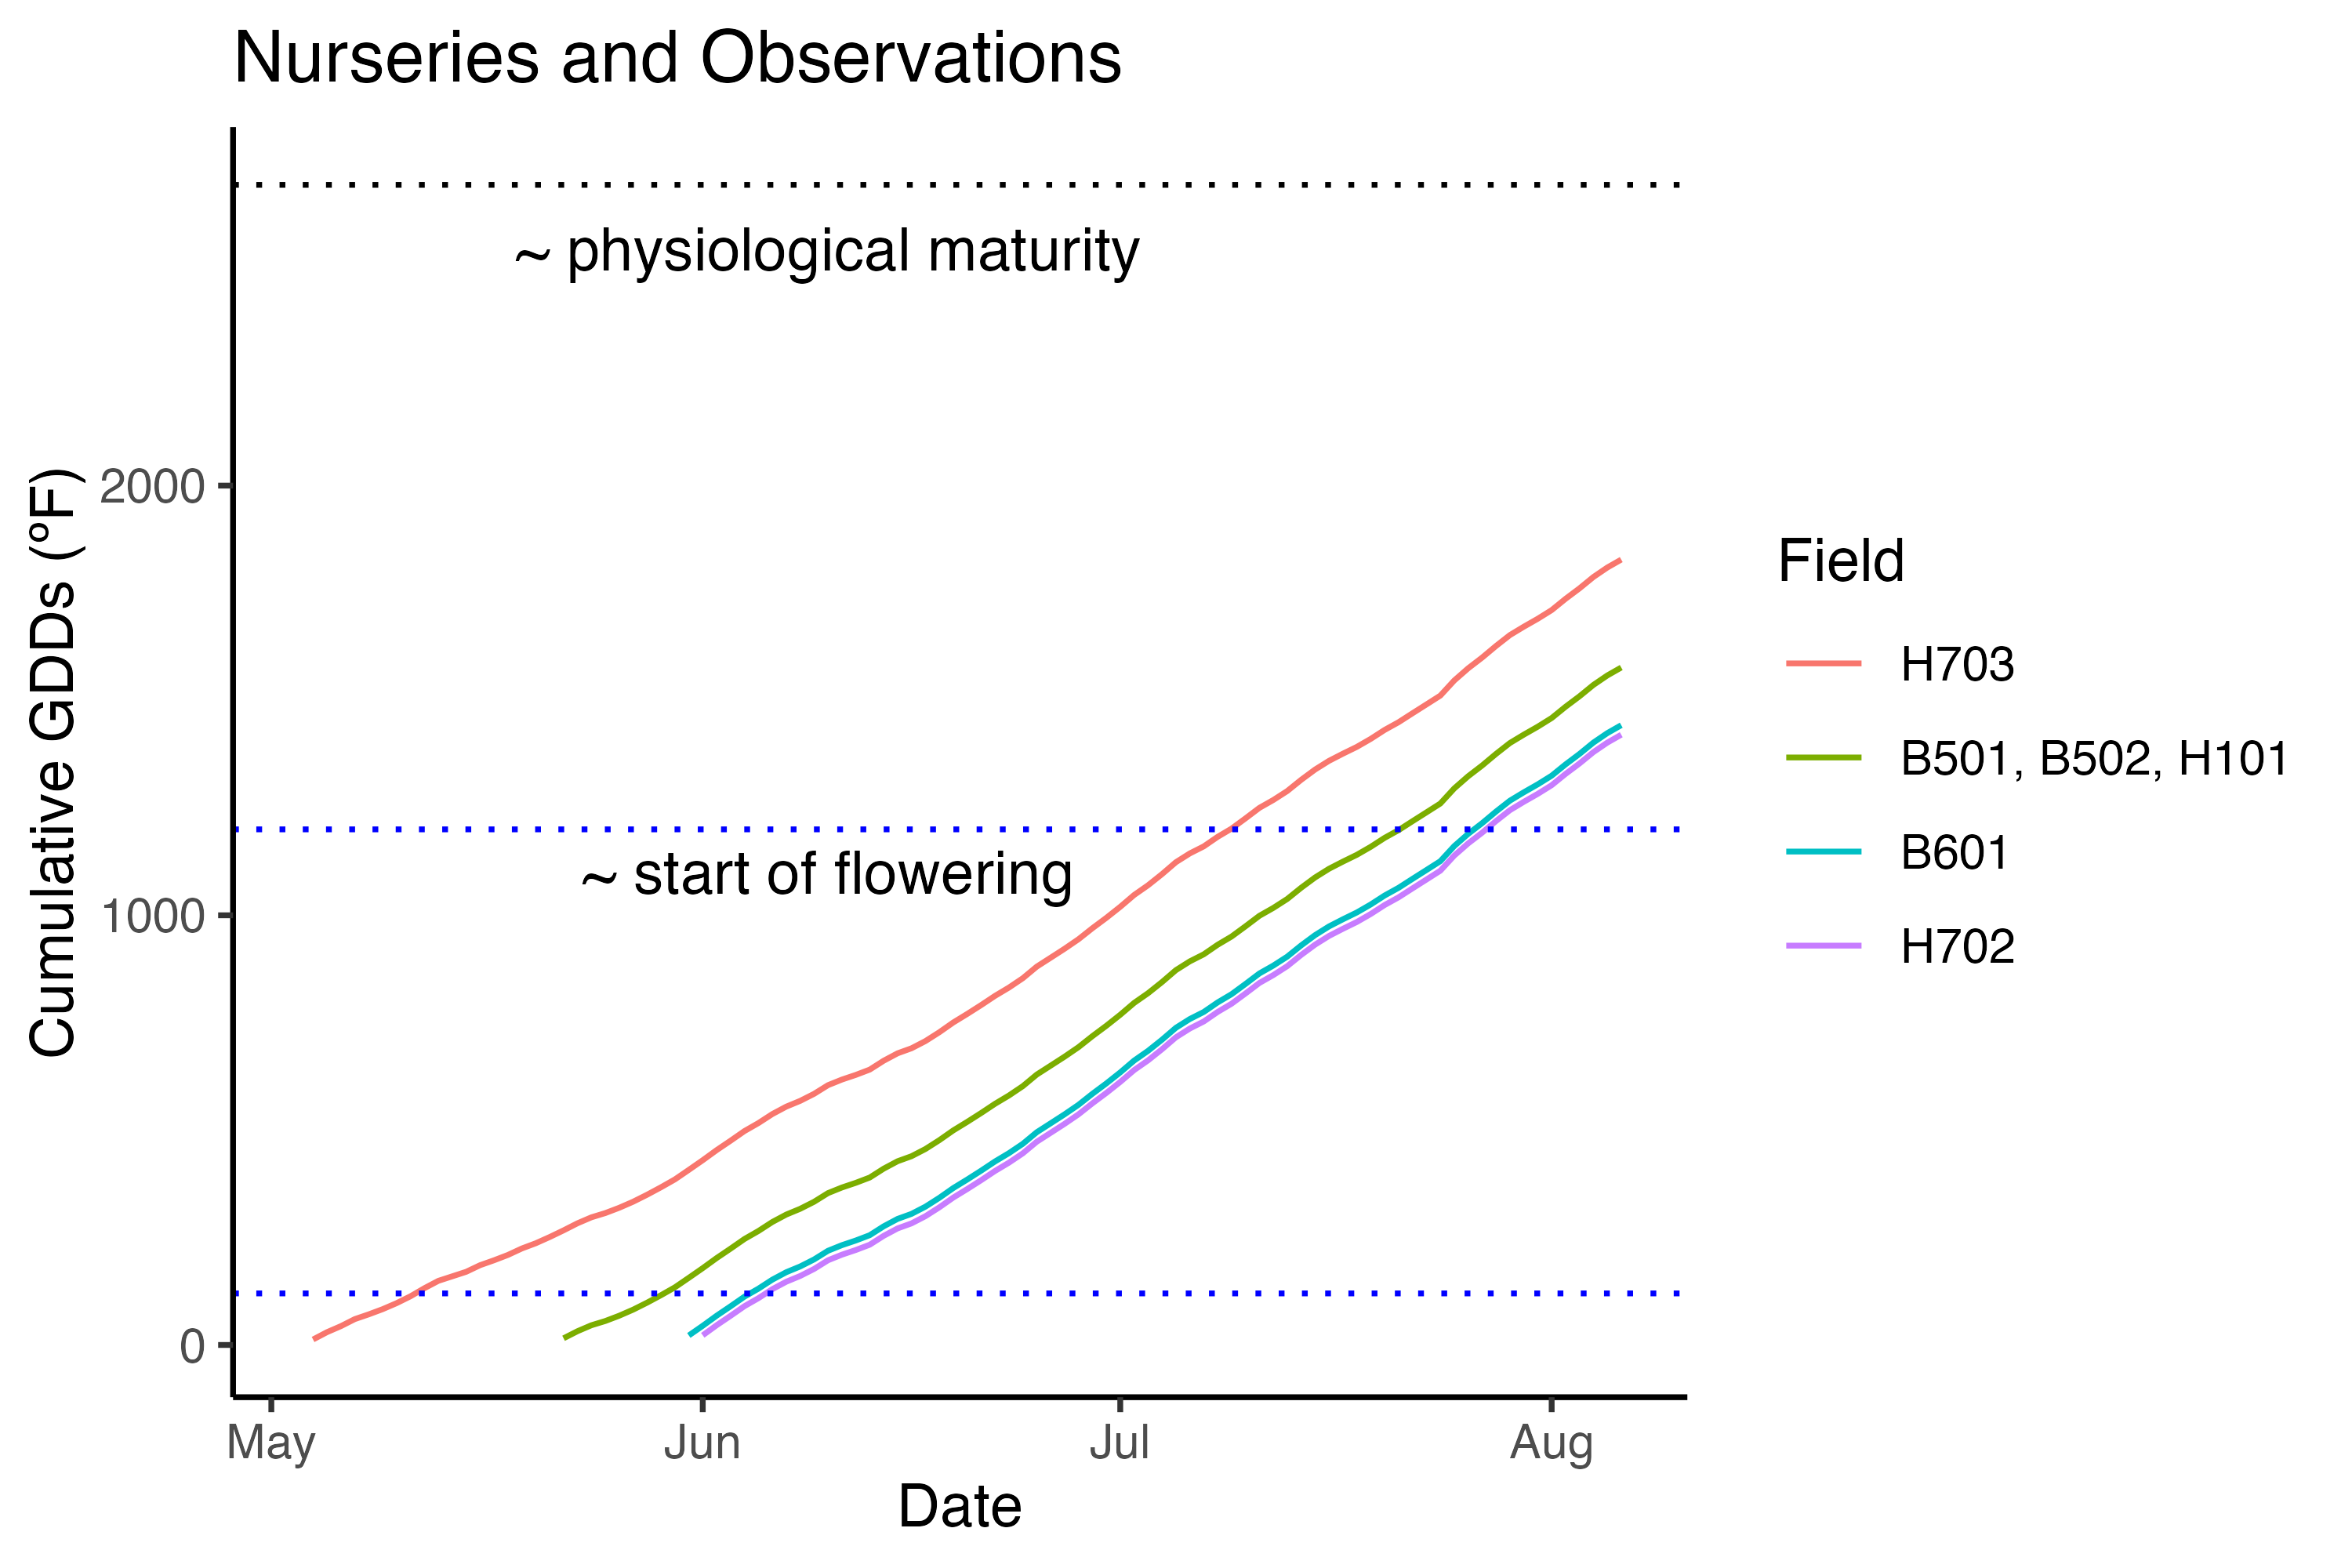 Nurseries and Observations
~ physiological maturity
~ start of flowering
Cumulative GDDs (°F)
2000
1000
0
May
Jun
Jul
Aug
Date
Field
H703
B501, B502, H101
B601
H702